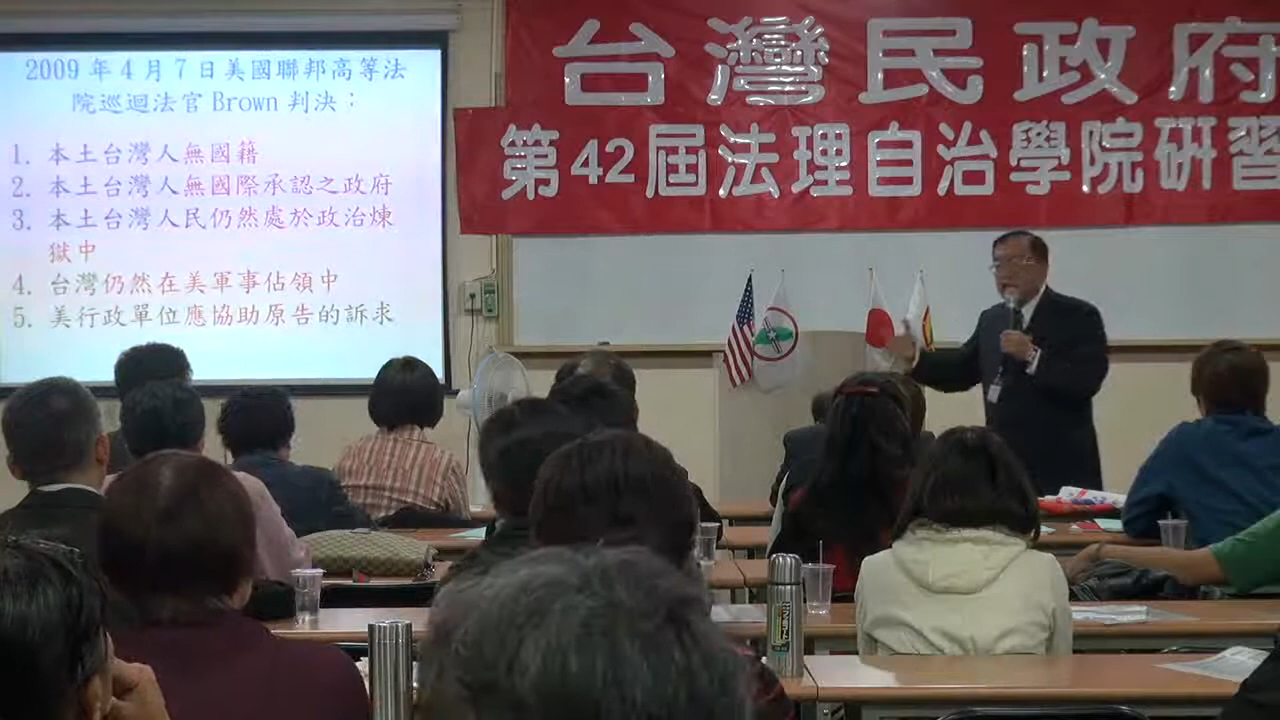 2009 年 4 月 7 日美國聯邦高等法
院巡迴法官 Brown 判決：
1. 本土台灣人無國籍
2. 本土台灣人無國際承認之政府
3. 本土台灣人民仍然處於政治煉
獄中
4. 台灣仍然在美軍事佔領中
5. 美行政單位應協助原告的訴求
台灣民政府
第42屆法理自治學院研習